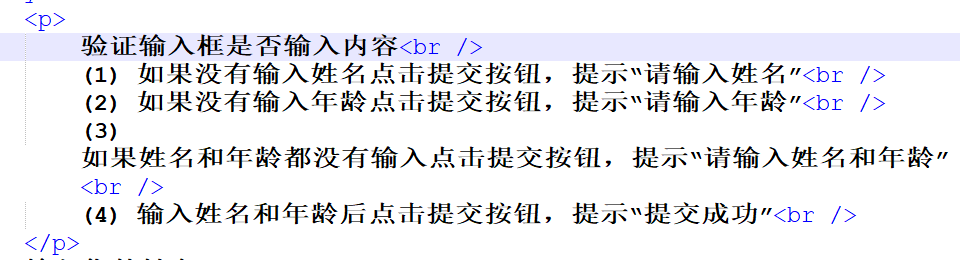 <p>
验证输入框是否输入内容<br />
(1) 如果没有输入姓名点击提交按钮，提示“请输入姓名”<br />
(2) 如果没有输入年龄点击提交按钮，提示“请输入年龄”<br />
(3)
如果姓名和年龄都没有输入点击提交按钮，提示“请输入姓名和年龄”
<br />
(4) 输入姓名和年龄后点击提交按钮，提示“提交成功”<br />
</p>